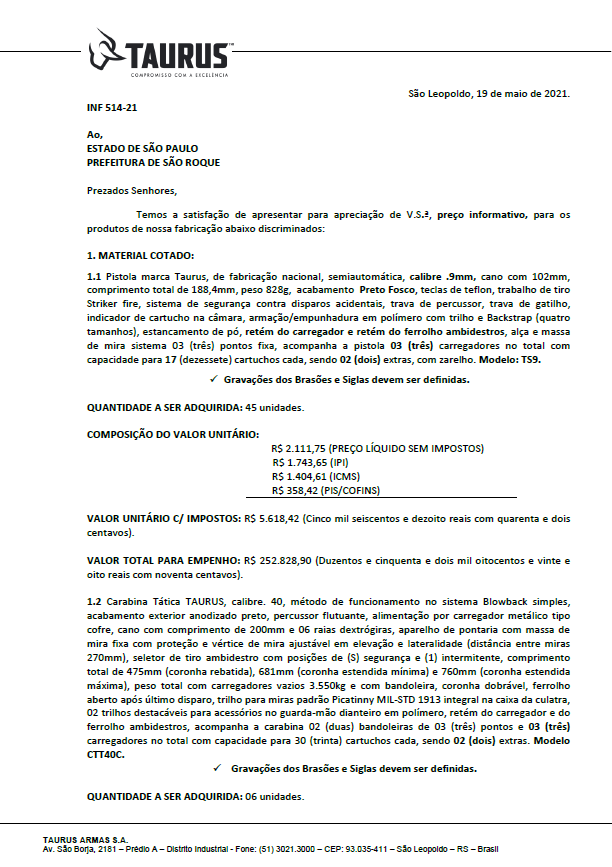 TAURUS™
COMPROMISSO COM A EXCELÊNCIA
São Leopoldo, 19 de maio de 2021.
INF 514-21
Ao,
ESTADO DE SÃO PAULO
PREFEITURA DE SÃO ROQUE
Prezados Senhores,
Temos a satisfação de apresentar para apreciação de V.S.ª, preço informativo, para os
produtos de nossa fabricação abaixo discriminados:
1. MATERIAL COTADO:
1.1 Pistola marca Taurus, de fabricação nacional, semiautomática, calibre .9mm, cano com 102mm,
comprimento total de 188,4mm, peso 828g, acabamento Preto Fosco, teclas de teflon, trabalho de tiro
Striker fire, sistema de segurança contra disparos acidentais, trava de percussor, trava de gatilho,
indicador de cartucho na câmara, armação/empunhadura em polímero com trilho e Backstrap (quatro
tamanhos), estancamento de pó, retém do carregador e retém do ferrolho ambidestros, alça e massa
de mira sistema 03 (três) pontos fixa, acompanha a pistola 03 (três) carregadores no total com
capacidade para 17 (dezessete) cartuchos cada, sendo 02 (dois) extras, com zarelho. Modelo: TS9.
✓ Gravações dos Brasões e Siglas devem ser definidas.
QUANTIDADE A SER ADQUIRIDA: 45 unidades.
COMPOSIÇÃO DO VALOR UNITÁRIO:
R$ 2.111,75 (PREÇO LÍQUIDO SEM IMPOSTOS)
R$ 1.743,65 (IPI)
R$ 1.404,61 (ICMS)
R$ 358,42 (PIS/COFINS)
VALOR UNITÁRIO C/ IMPOSTOS: R$ 5.618,42 (Cinco mil seiscentos e dezoito reais com quarenta e dois
centavos).
VALOR TOTAL PARA EMPENHO: R$ 252.828,90 (Duzentos e cinquenta e dois mil oitocentos e vinte e
oito reais com noventa centavos).
1.2 Carabina Tática TAURUS, calibre. 40, método de funcionamento no sistema Blowback simples,
acabamento exterior anodizado preto, percussor flutuante, alimentação por carregador metálico tipo
cofre, cano com comprimento de 200mm e 06 raias dextrógiras, aparelho de pontaria com massa de
mira fixa com proteção e vértice de mira ajustável em elevação e lateralidade (distância entre miras
270mm), seletor de tiro ambidestro com posições de (S) segurança e (1) intermitente, comprimento
total de 475mm (coronha rebatida), 681mm (coronha estendida mínima) e 760mm (coronha estendida
máxima), peso total com carregadores vazios 3.550kg e com bandoleira, coronha dobrável, ferrolho
aberto após último disparo, trilho para miras padrão Picatinny MIL-STD 1913 integral na caixa da culatra,
02 trilhos destacáveis para acessórios no guarda-mão dianteiro em polímero, retém do carregador e do
ferrolho ambidestros, acompanha a carabina 02 (duas) bandoleiras de 03 (três) pontos e 03 (três)
carregadores no total com capacidade para 30 (trinta) cartuchos cada, sendo 02 (dois) extras. Modelo
CTT40C.
✓ Gravações dos Brasões e Siglas devem ser definidas.
QUANTIDADE A SER ADQUIRIDA: 06 unidades.
TAURUS ARMAS S.A.
Av. São Borja, 2181 – Prédio A – Distrito Industrial - Fone: (51) 3021.3000 – CEP: 93.035-411 – São Leopoldo – RS – Brasil